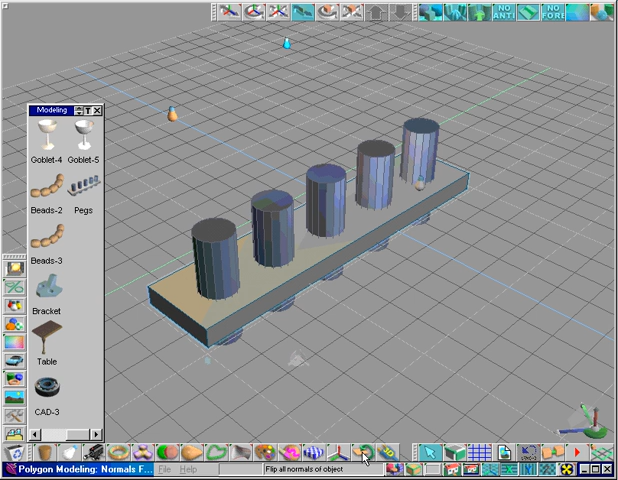 NO
ANTI
NO
FORE
Modeling
T
X
Goblet-4
Goblet-5
Beads-2
Pegs
Beads-3
Bracket
Table
CAD-3
Polygon Modeling: Normals F...
File
Help
Flip all normals of object